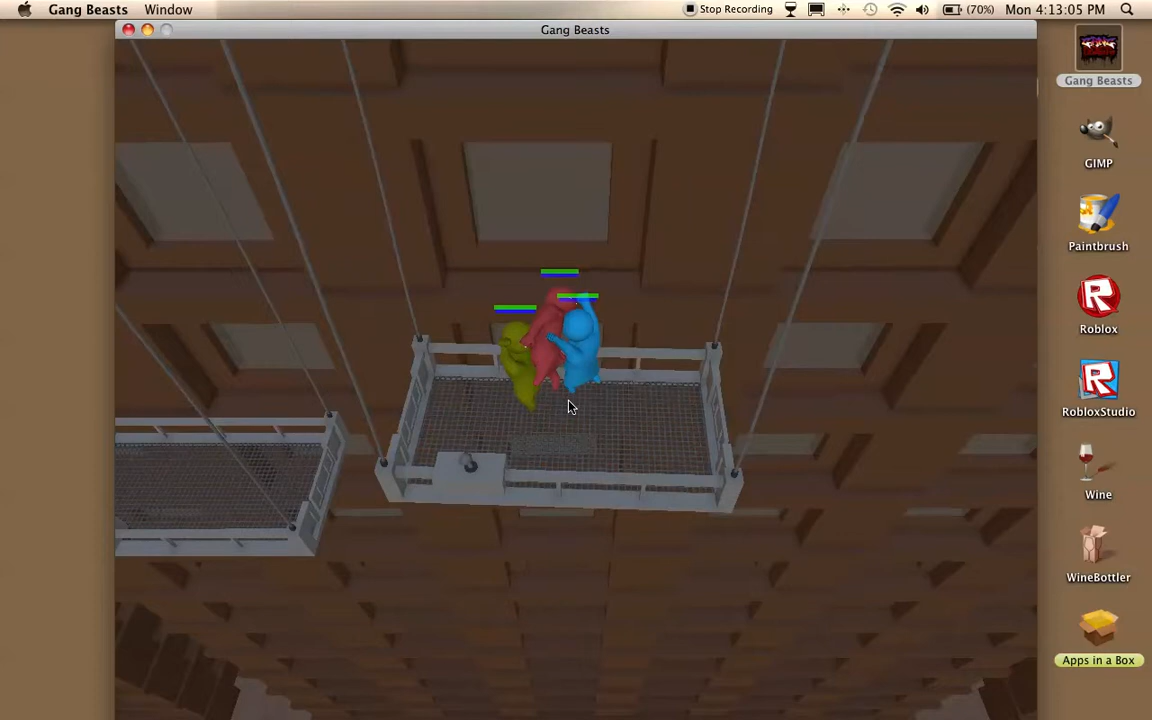 Gang Beasts Window Stop Recording (70%) Mon 4:13:05 PM
Gang Beasts
Gang Beasts
GIMP
Paintbrush
Roblox
RobloxStudio
Wine
WineBottler
Apps in a Box